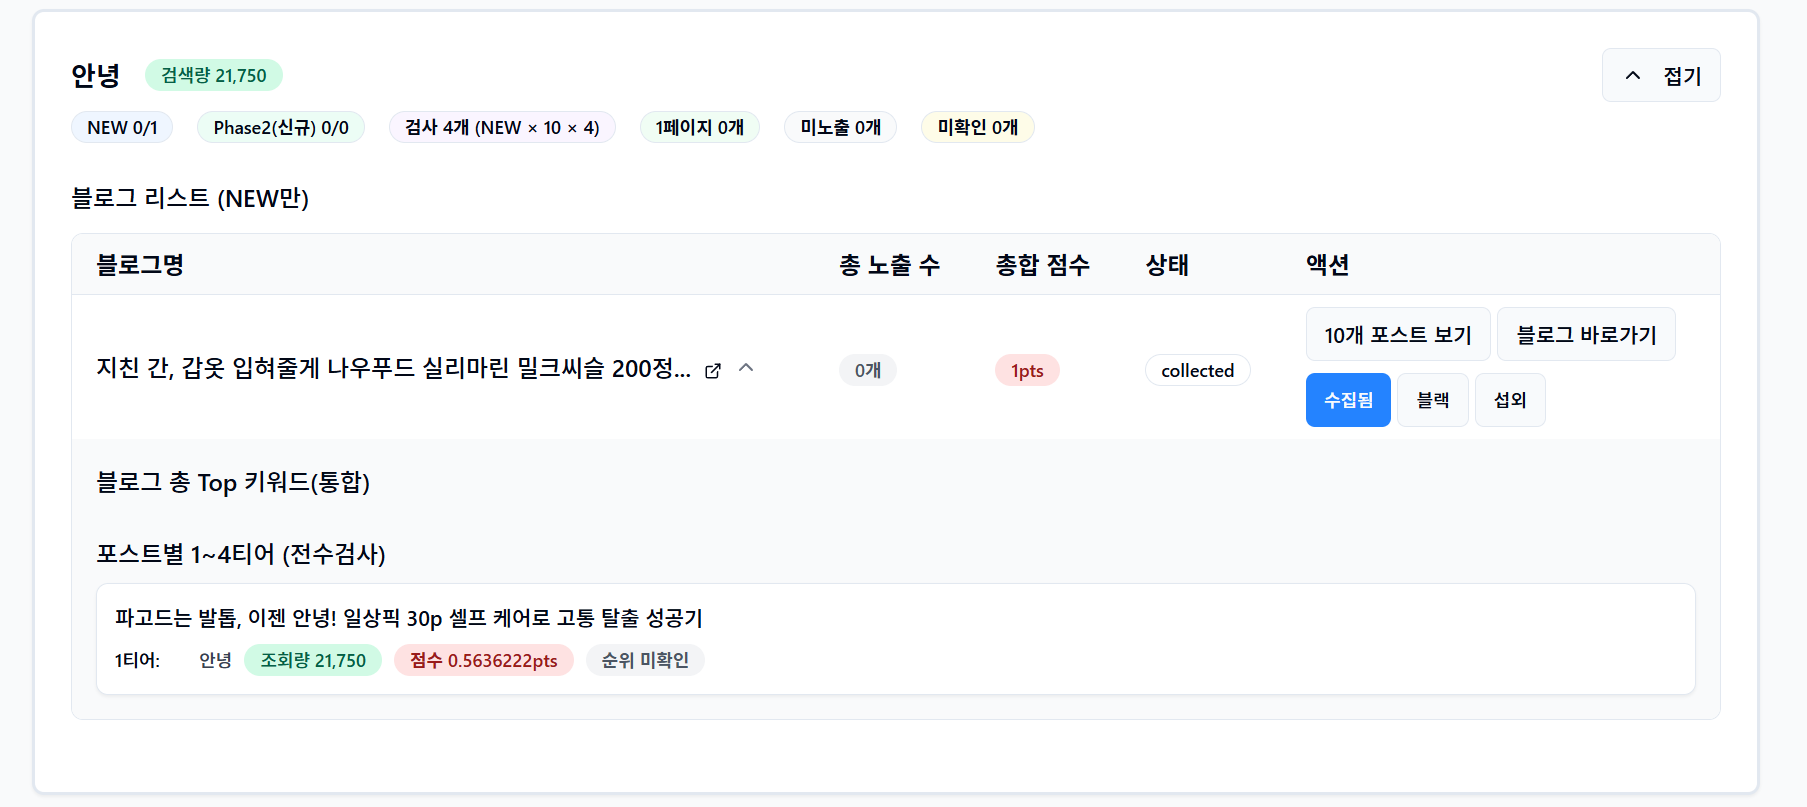 안녕 검색량 21,750 접기
NEW 0/1 Phase2(신규) 0/0 검사 4개 (NEW × 10 × 4) 1페이지 0개 미노출 0개 미확인 0개
블로그 리스트 (NEW만)
블로그명 총 노출 수 총합 점수 상태 액션
지친 간, 갑옷 입혀줄게 나우푸드 실리마린 밀크씨슬 200정... 0개 1pts collected 10개 포스트 보기 블로그 바로가기
수집됨 블랙 섭외
블로그 총 Top 키워드(통합)
포스트별 1~4티어 (전수검사)
파고드는 발톱, 이젠 안녕! 일상픽 30p 셀프 케어로 고통 탈출 성공기
1티어: 안녕 조회량 21,750 점수 0.5636222pts 순위 미확인